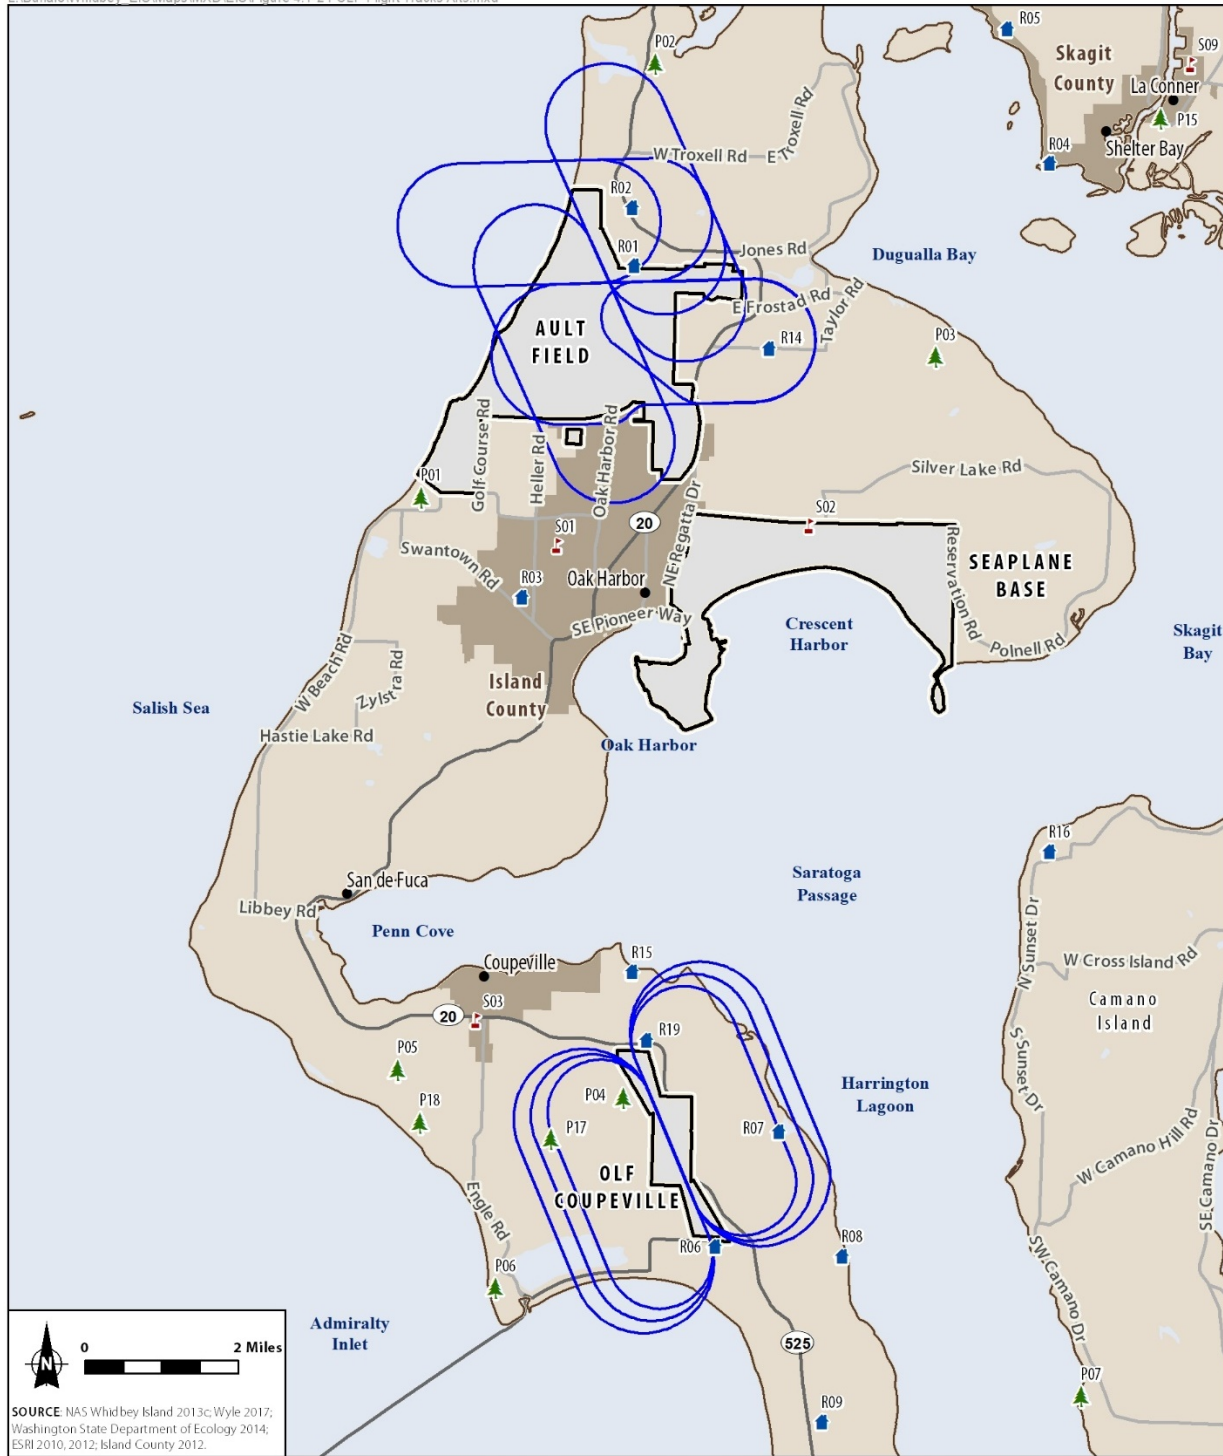 P02
R05
S09
Skagit
County
La Conner
P15
Shelter Bay
R04
W Troxell Rd
E Troxell Rd
R02
R01
Jones Rd
Dugualla Bay
E Frostad Rd
Taylor Rd
AULT
FIELD
R14
P03
Golf Course Rd
Heller Rd
Oak Harbor Rd
P01
Silver Lake Rd
20
NE Regatta Dr
S02
S01
Swantown Rd
R03
Oak Harbor
SE Pioneer Way
Reservation Rd
SEAPLANE
BASE
Crescent
Harbor
Polnell Rd
Skagit
Bay
W Beach Rd
Zylstra Rd
Island
County
Salish Sea
Hastie Lake Rd
Oak Harbor
R16
San de Fuca
Libbey Rd
Penn Cove
Saratoga
Passage
N Sunset Dr
W Cross Island Rd
Camano
Island
Coupeville
R15
S03
20
R19
S Sunset Dr
P05
P18
P04
P17
R07
Harrington
Lagoon
W Camano Hill Rd
SE Camano Dr
OLF
COUPEVILLE
Engle Rd
R06
R08
P06
SW Camano Dr
Admiralty
Inlet
525
P07
R09
N
0 2 Miles
SOURCE: NAS Whidbey Island 2013c; Wyle 2017;
Washington State Department of Ecology 2014;
ESRI 2010, 2012; Island County 2012.